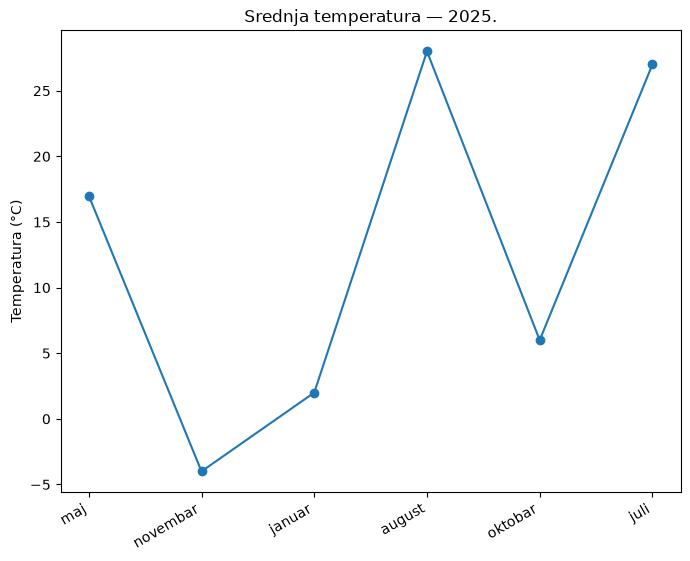 Srednja temperatura — 2025.
Temperatura (°C)
25
20
15
10
5
0
−5
maj
novembar
januar
august
oktobar
juli